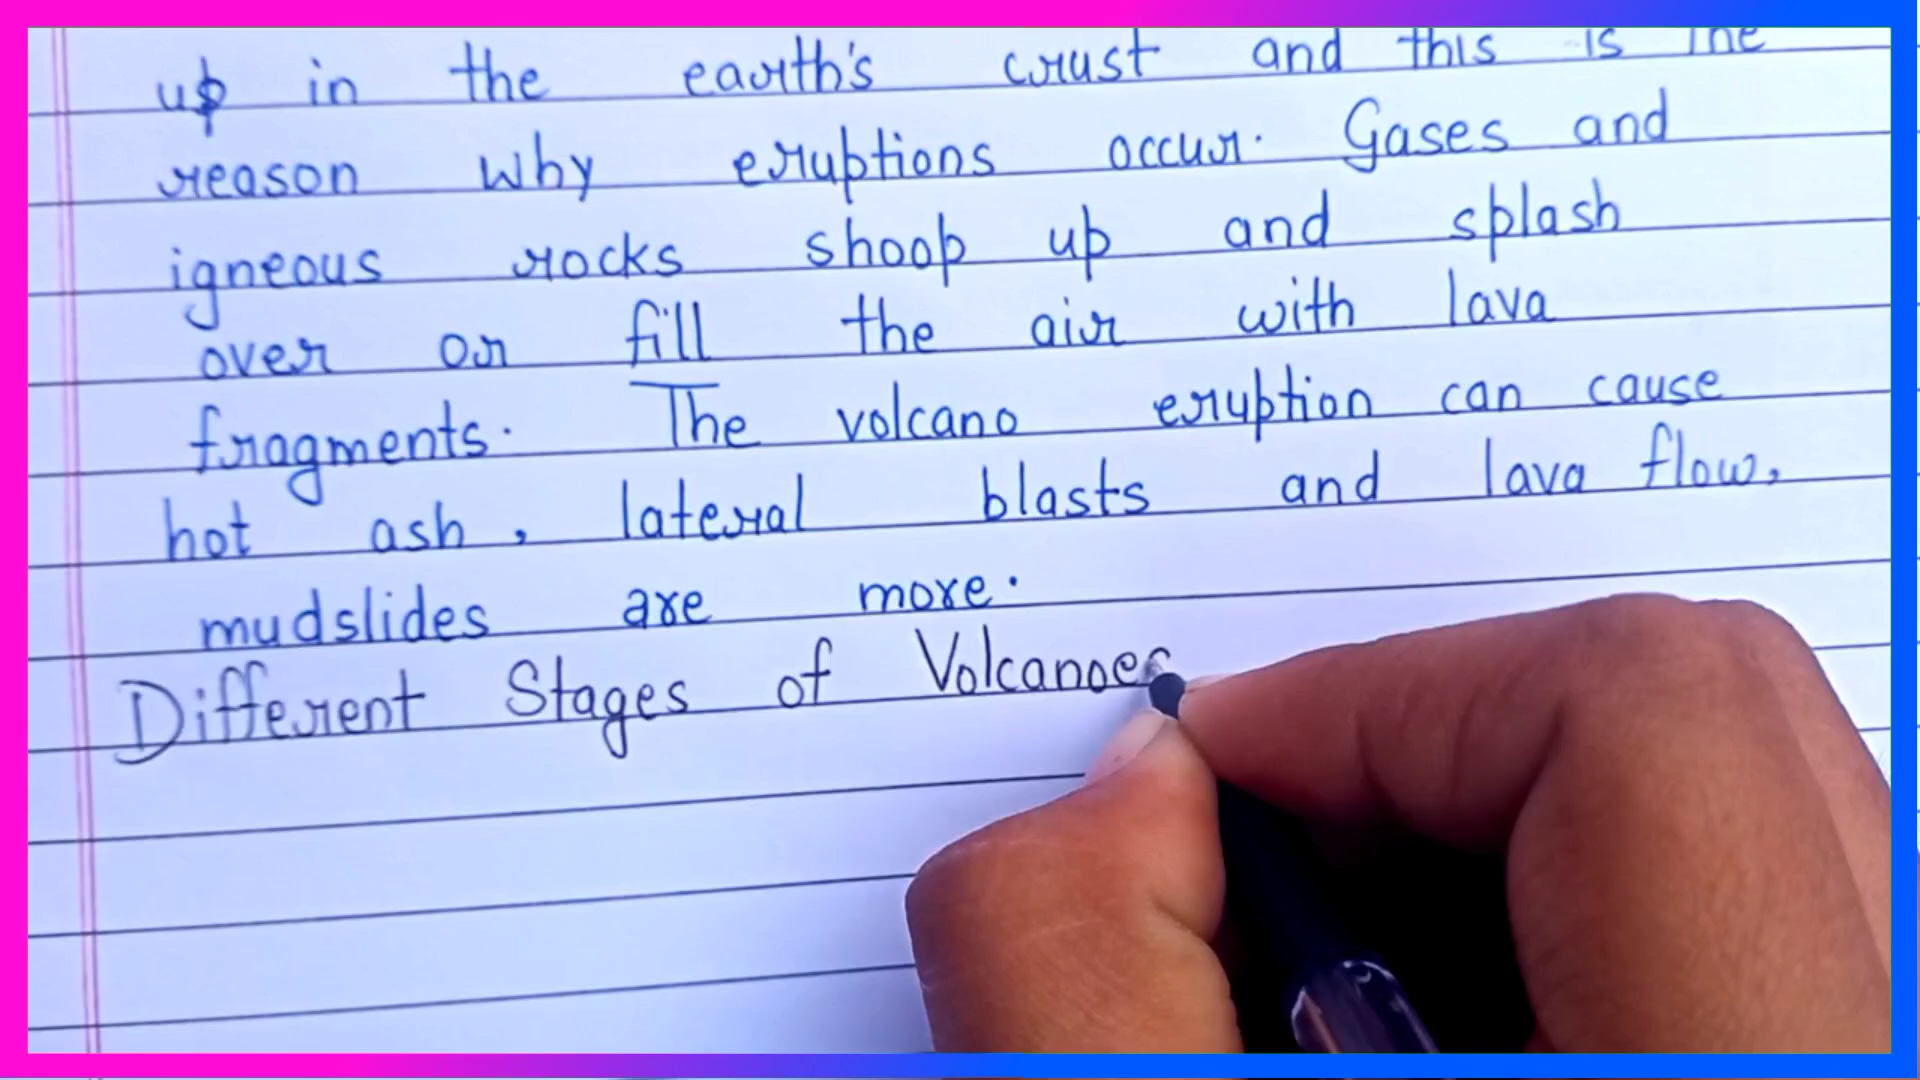 up in the earth's crust and this is the
reason why eruptions occur. Gases and
igneous rocks shoop up and splash
over or fill the air with lava
fragments. The volcano eruption can cause
hot ash, lateral blasts and lava flow,
mudslides are more.
Different Stages of Volcanoes